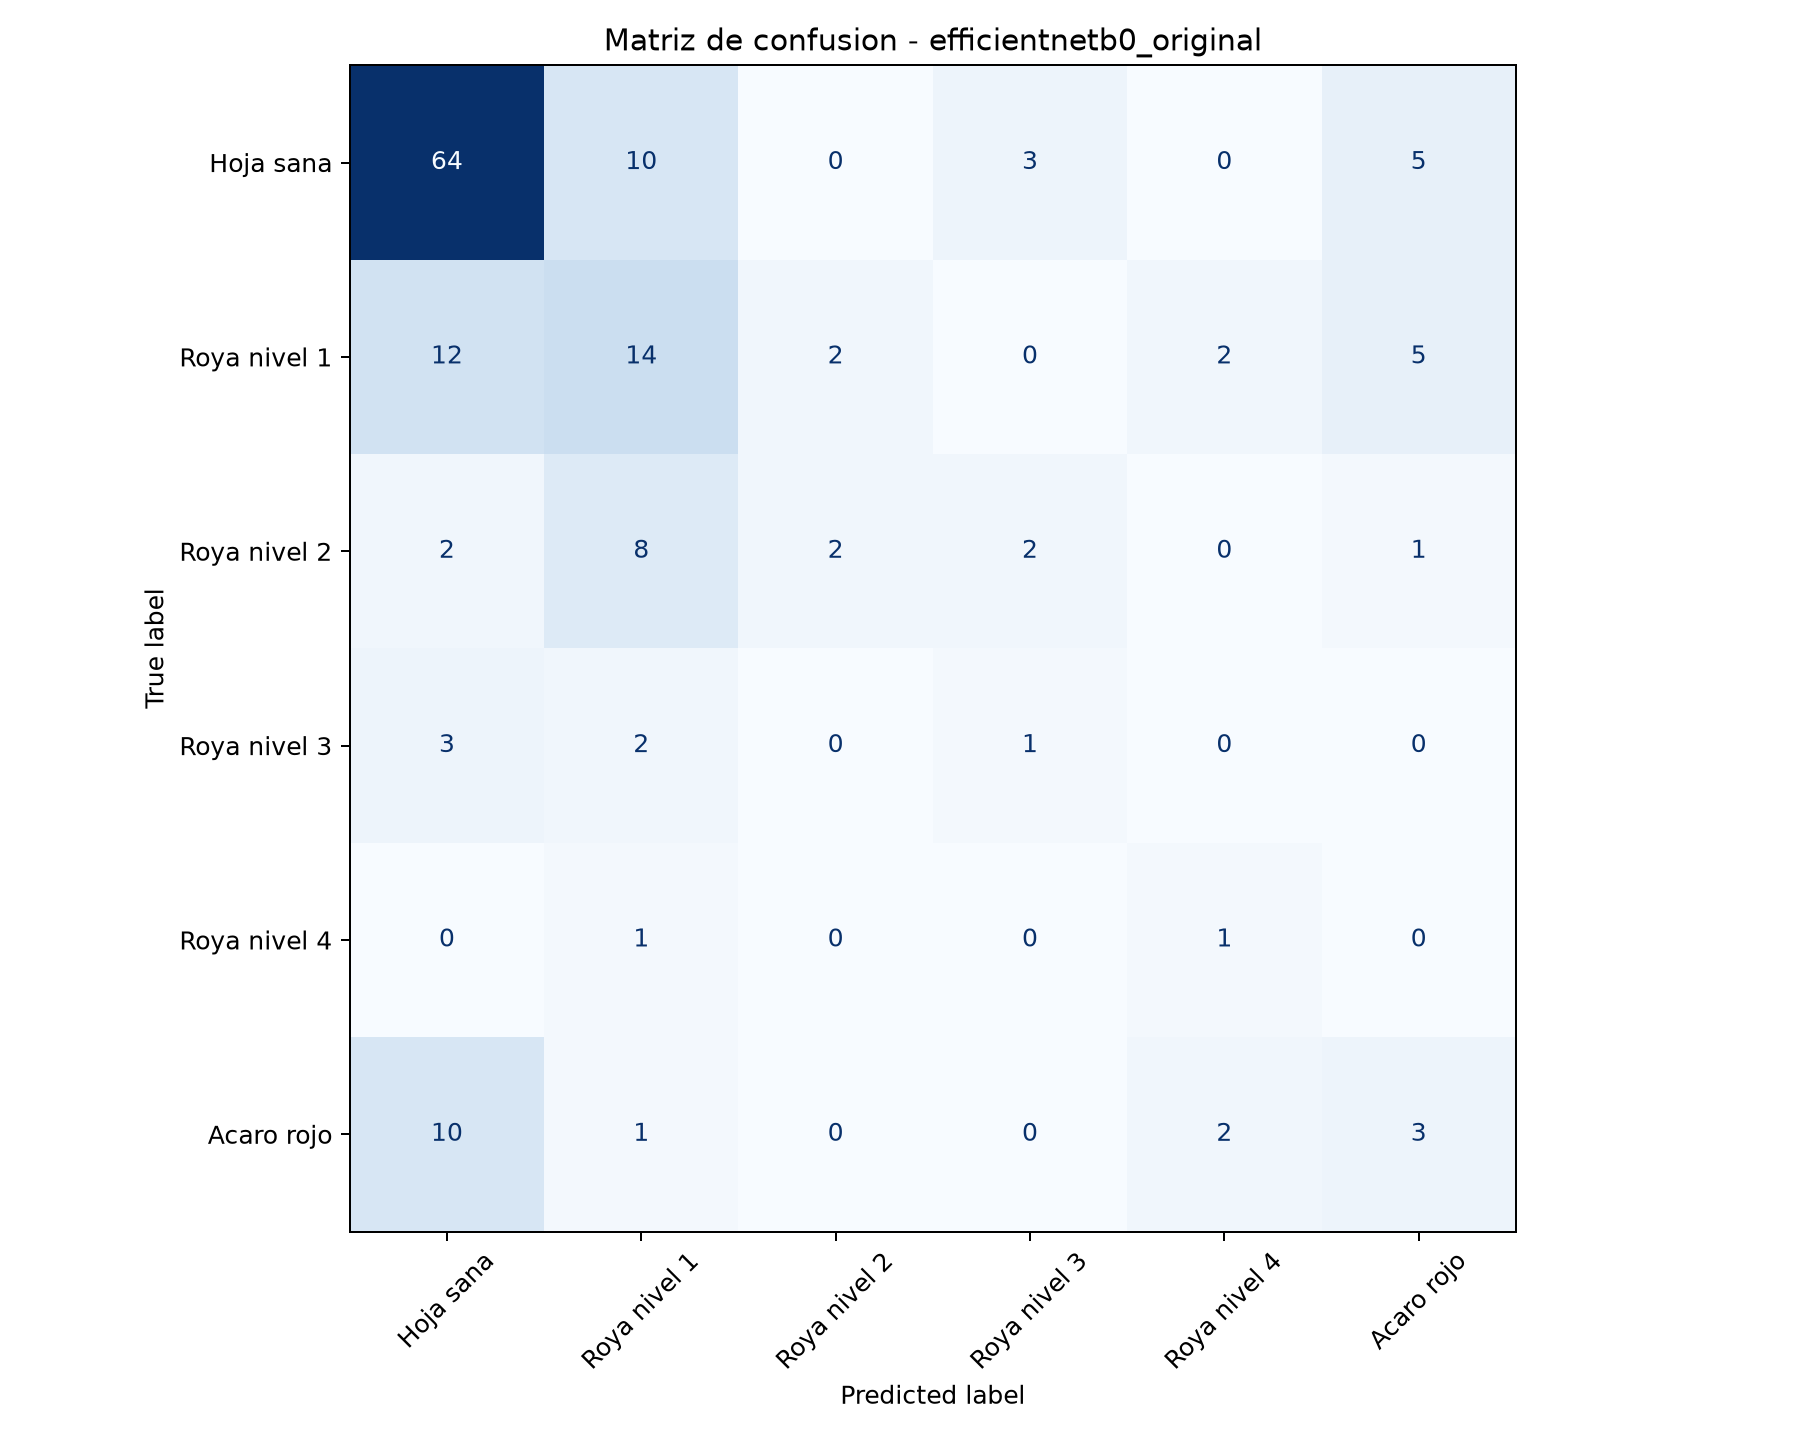 Matriz de confusion - efficientnetb0_original
Hoja sana 64 10 0 3 0 5
Roya nivel 1 12 14 2 0 2 5
Roya nivel 2 2 8 2 2 0 1
Roya nivel 3 3 2 0 1 0 0
Roya nivel 4 0 1 0 0 1 0
Acaro rojo 10 1 0 0 2 3
True label
Hoja sana Roya nivel 1 Roya nivel 2 Roya nivel 3 Roya nivel 4 Acaro rojo
Predicted label